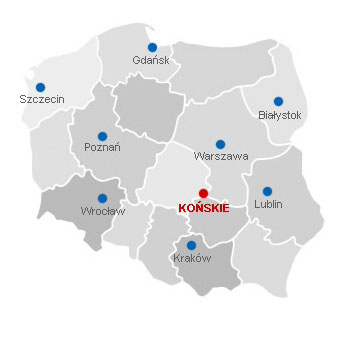 Gdańsk
Szczecin
Białystok
Poznań
Warszawa
Wrocław
KOŃSKIE
Lublin
Kraków